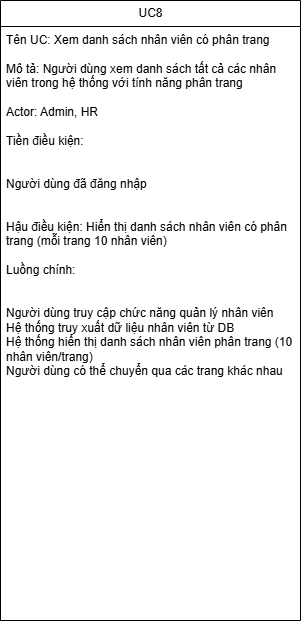 UC8
Tên UC: Xem danh sách nhân viên có phân trang
Mô tả: Người dùng xem danh sách tất cả các nhân
viên trong hệ thống với tính năng phân trang
Actor: Admin, HR
Tiền điều kiện:
Người dùng đã đăng nhập
Hậu điều kiện: Hiển thị danh sách nhân viên có phân
trang (mỗi trang 10 nhân viên)
Luồng chính:
Người dùng truy cập chức năng quản lý nhân viên
Hệ thống truy xuất dữ liệu nhân viên từ DB
Hệ thống hiển thị danh sách nhân viên phân trang (10
nhân viên/trang)
Người dùng có thể chuyển qua các trang khác nhau